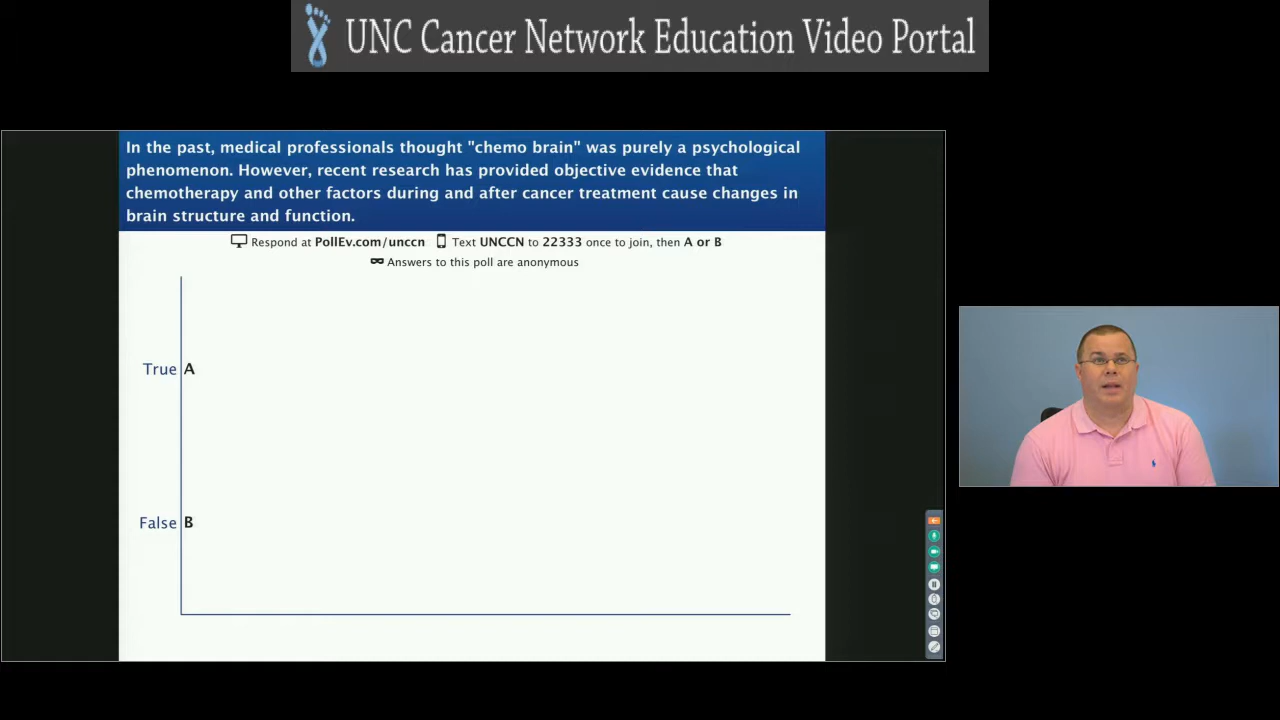 UNC Cancer Network Education Video Portal
In the past, medical professionals thought "chemo brain" was purely a psychological
phenomenon. However, recent research has provided objective evidence that
chemotherapy and other factors during and after cancer treatment cause changes in
brain structure and function.
Respond at PollEv.com/unccn Text UNCCN to 22333 once to join, then A or B
Answers to this poll are anonymous
True A
False B